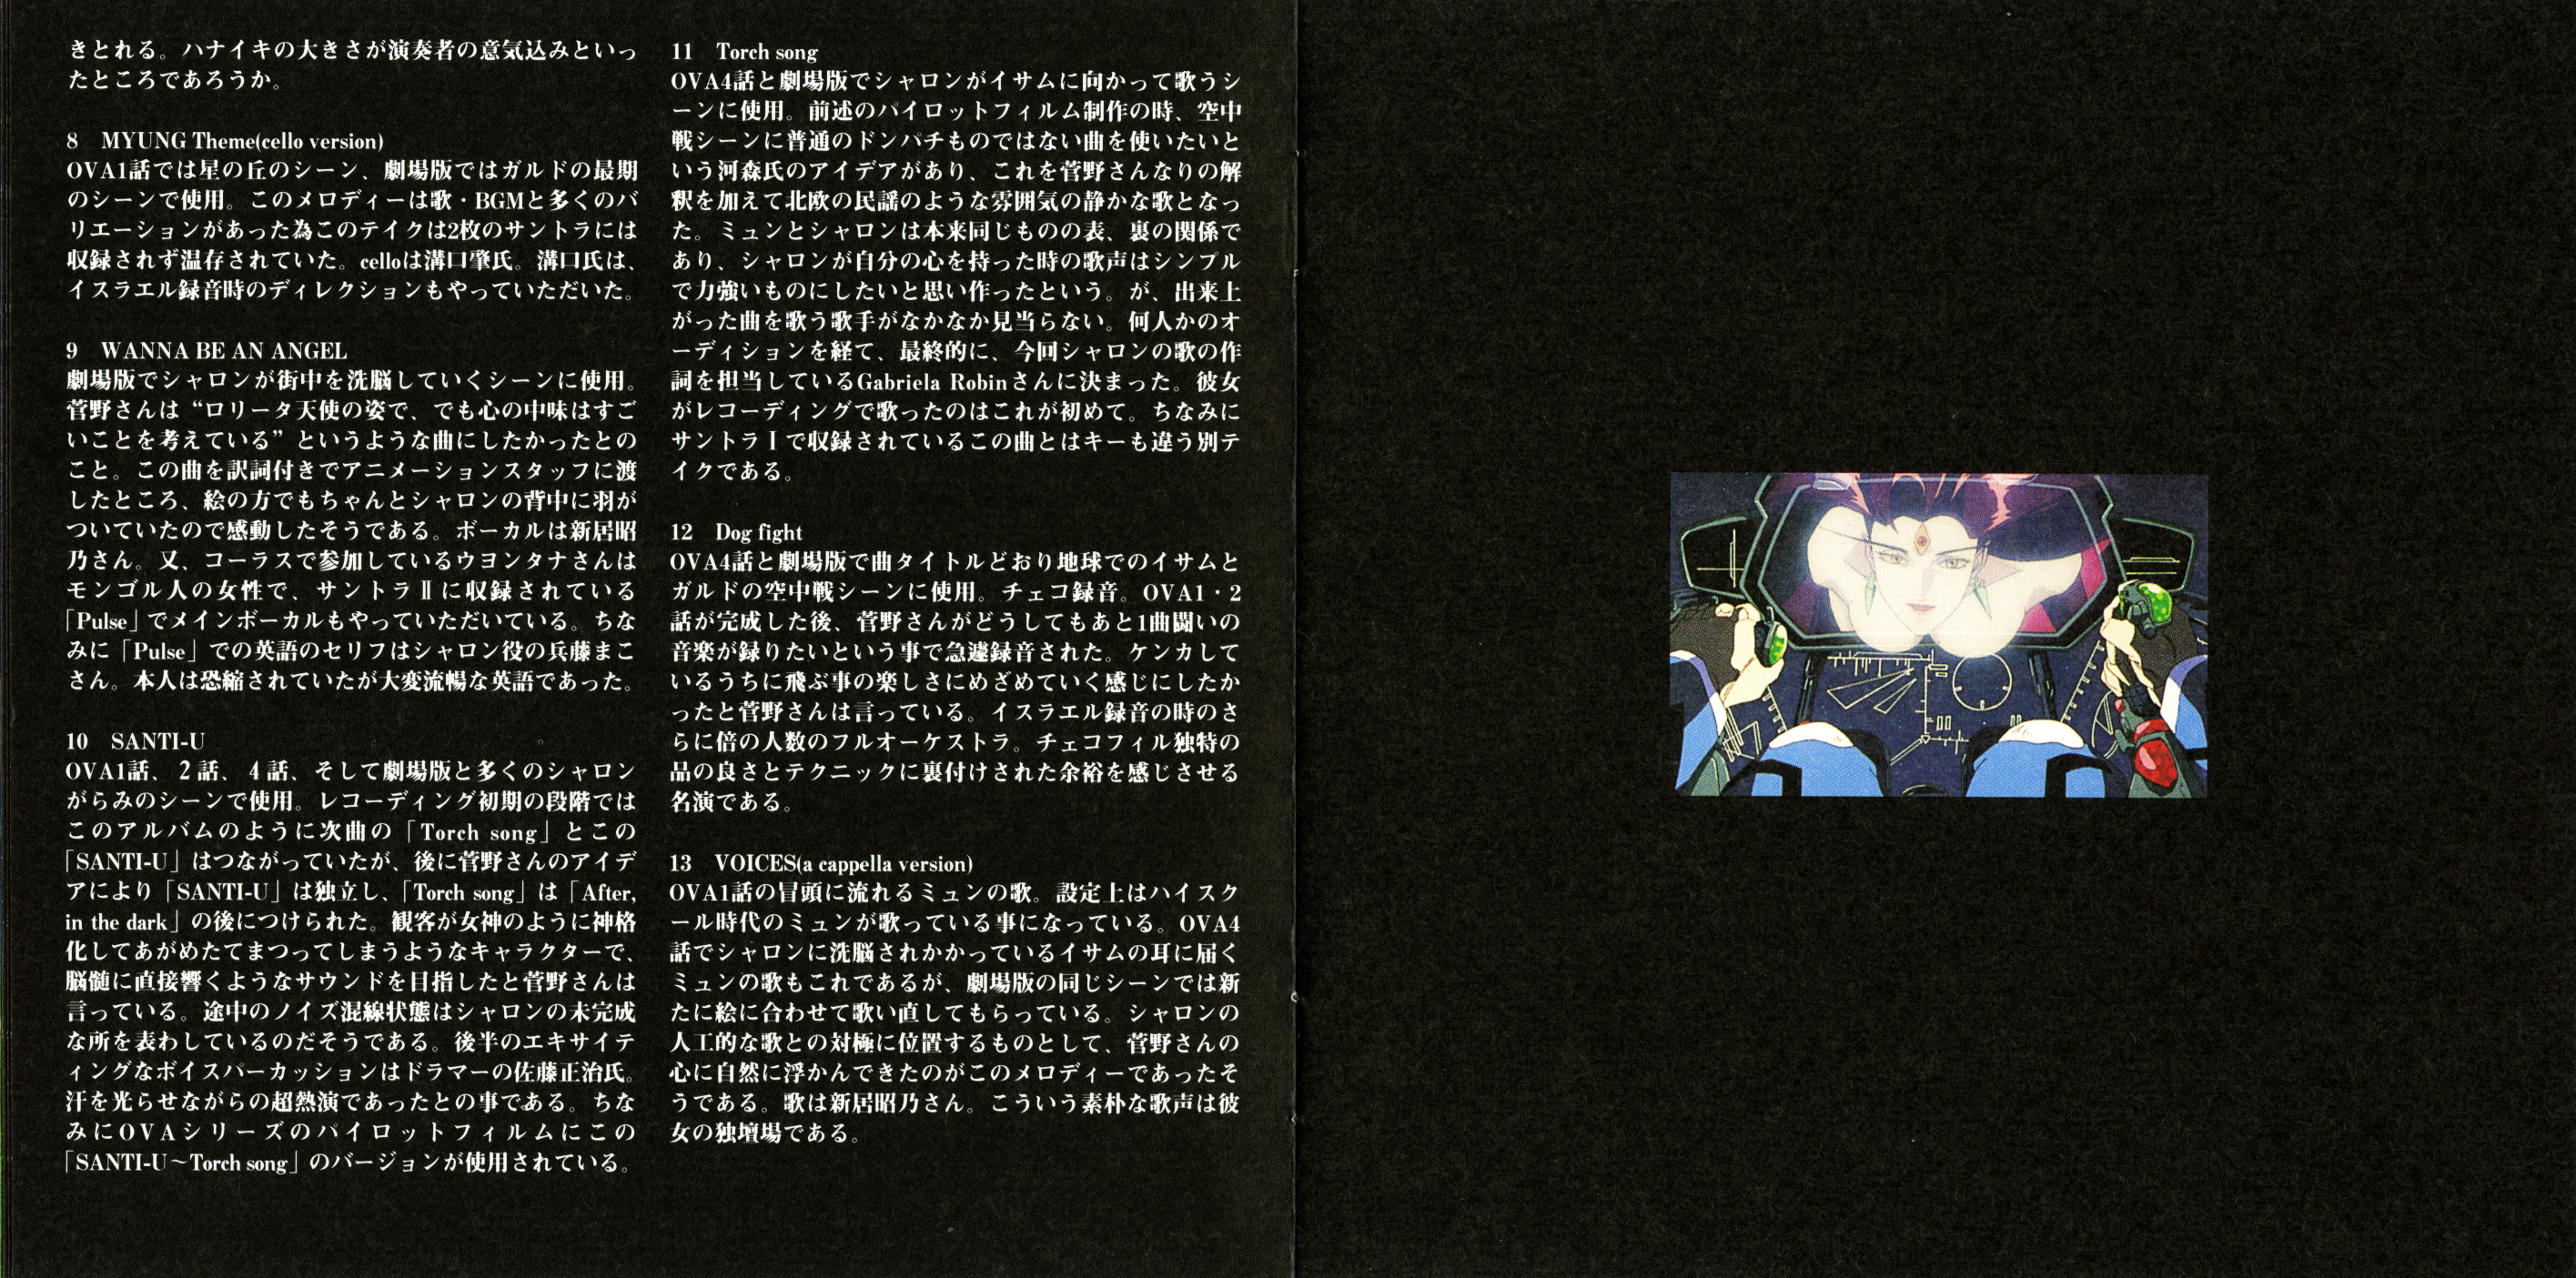 きとれる。ハナイキの大きさが演奏者の意気込みといっ
たところであろうか。
8　MYUNG Theme(cello version)
OVA1話では星の丘のシーン、劇場版ではガルドの最期
のシーンで使用。このメロディーは歌・BGMと多くのバ
リエーションがあった為このテイクは2枚のサントラには
収録されず温存されていた。celloは溝口肇氏。溝口氏は、
イスラエル録音時のディレクションもやっていただいた。
9　WANNA BE AN ANGEL
劇場版でシャロンが街中を洗脳していくシーンに使用。
菅野さんは“ロリータ天使の姿で、でも心の中味はすご
いことを考えている”というような曲にしたかったとの
こと。この曲を訳詞付きでアニメーションスタッフに渡
したところ、絵の方でもちゃんとシャロンの背中に羽が
ついていたので感動したそうである。ボーカルは新居昭
乃さん。又、コーラスで参加しているウヨンタナさんは
モンゴル人の女性で、サントラⅡに収録されている
「Pulse」でメインボーカルもやっていただいている。ちな
みに「Pulse」での英語のセリフはシャロン役の兵藤まこ
さん。本人は恐縮されていたが大変流暢な英語であった。
10　SANTI-U
OVA1話、2話、4話、そして劇場版と多くのシャロン
がらみのシーンで使用。レコーディング初期の段階では
このアルバムのように次曲の「Torch song」とこの
「SANTI-U」はつながっていたが、後に菅野さんのアイデ
アにより「SANTI-U」は独立し、「Torch song」は「After,
in the dark」の後につけられた。観客が女神のように神格
化してあがめたてまつってしまうようなキャラクターで、
脳髄に直接響くようなサウンドを目指したと菅野さんは
言っている。途中のノイズ混線状態はシャロンの未完成
な所を表わしているのだそうである。後半のエキサイテ
ィングなボイスパーカッションはドラマーの佐藤正治氏。
汗を光らせながらの超熱演であったとの事である。ちな
みにOVAシリーズのパイロットフィルムにこの
「SANTI-U～Torch song」のバージョンが使用されている。
11　Torch song
OVA4話と劇場版でシャロンがイサムに向かって歌うシ
ーンに使用。前述のパイロットフィルム制作の時、空中
戦シーンに普通のドンパチものではない曲を使いたいと
いう河森氏のアイデアがあり、これを菅野さんなりの解
釈を加えて北欧の民謡のような雰囲気の静かな歌となっ
た。ミュンとシャロンは本来同じものの表、裏の関係で
あり、シャロンが自分の心を持った時の歌声はシンプル
で力強いものにしたいと思い作ったという。が、出来上
がった曲を歌う歌手がなかなか見当らない。何人かのオ
ーディションを経て、最終的に、今回シャロンの歌の作
詞を担当しているGabriela Robinさんに決まった。彼女
がレコーディングで歌ったのはこれが初めて。ちなみに
サントラⅠで収録されているこの曲とはキーも違う別テ
イクである。
12　Dog fight
OVA4話と劇場版で曲タイトルどおり地球でのイサムと
ガルドの空中戦シーンに使用。チェコ録音。OVA1・2
話が完成した後、菅野さんがどうしてもあと1曲闘いの
音楽が録りたいという事で急遽録音された。ケンカして
いるうちに飛ぶ事の楽しさにめざめていく感じにしたか
ったと菅野さんは言っている。イスラエル録音の時のさ
らに倍の人数のフルオーケストラ。チェコフィル独特の
品の良さとテクニックに裏付けされた余裕を感じさせる
名演である。
13　VOICES(a cappella version)
OVA1話の冒頭に流れるミュンの歌。設定上はハイスク
ール時代のミュンが歌っている事になっている。OVA4
話でシャロンに洗脳されかかっているイサムの耳に届く
ミュンの歌もこれであるが、劇場版の同じシーンでは新
たに絵に合わせて歌い直してもらっている。シャロンの
人工的な歌との対極に位置するものとして、菅野さんの
心に自然に浮かんできたのがこのメロディーであったそ
うである。歌は新居昭乃さん。こういう素朴な歌声は彼
女の独壇場である。